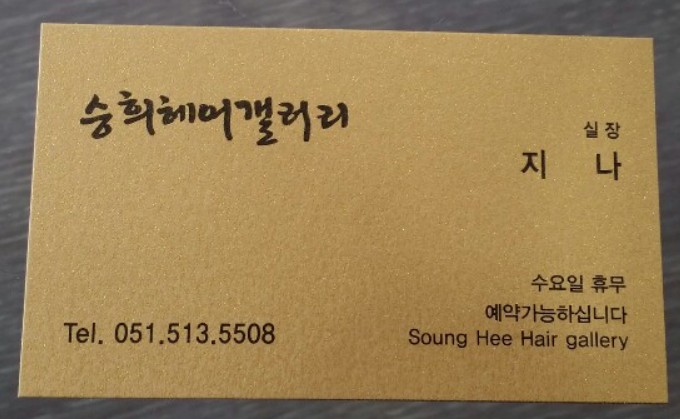 승희헤어갤러리
실장
지 나
수요일 휴무
예약가능하십니다
Tel. 051.513.5508
Soung Hee Hair gallery